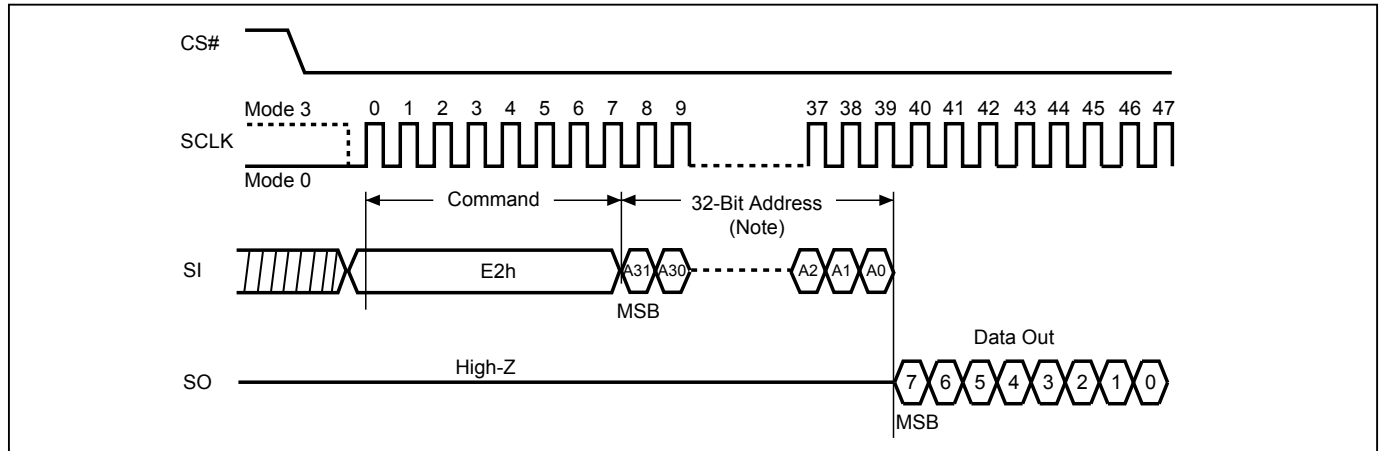 CS#
Mode 3
0 1 2 3 4 5 6 7 8 9 37 38 39 40 41 42 43 44 45 46 47
SCLK
Mode 0
Command
32-Bit Address
(Note)
SI
E2h
A31 A30 A2 A1 A0
MSB
Data Out
High-Z
SO
7 6 5 4 3 2 1 0
MSB